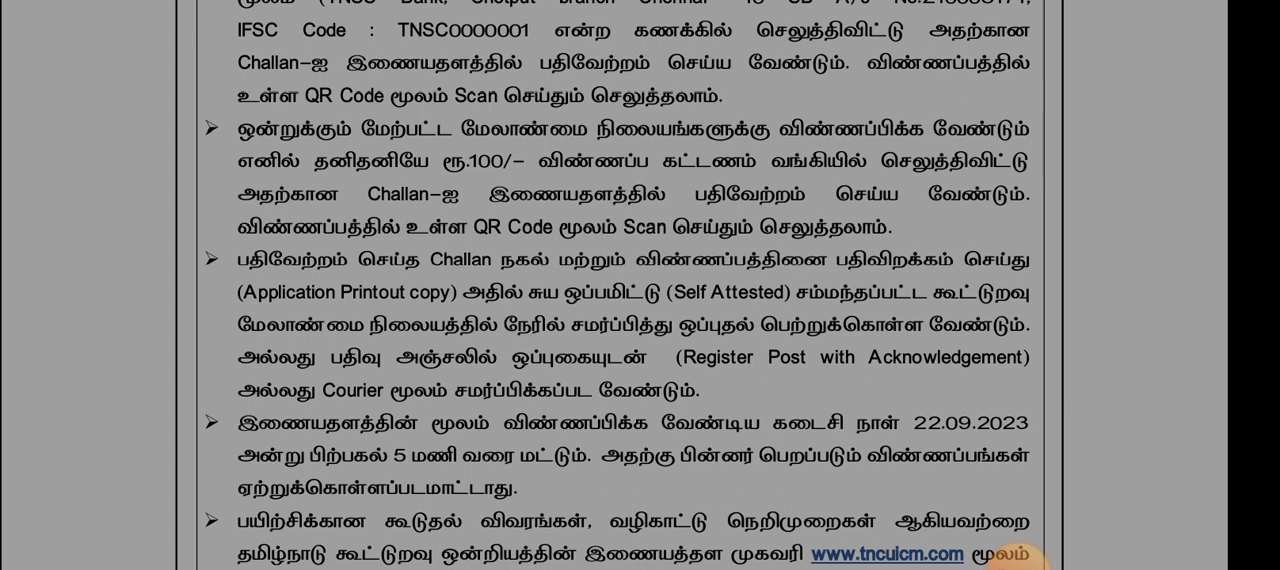 IFSC Code : TNSC0000001 என்ற கணக்கில் செலுத்திவிட்டு அதற்கான
Challan-ஐ இணையதளத்தில் பதிவேற்றம் செய்ய வேண்டும். விண்ணப்பத்தில்
உள்ள QR Code மூலம் Scan செய்தும் செலுத்தலாம்.
➢ ஒன்றுக்கும் மேற்பட்ட மேலாண்மை நிலையங்களுக்கு விண்ணப்பிக்க வேண்டும்
எனில் தனிதனியே ரூ.100/- விண்ணப்ப கட்டணம் வங்கியில் செலுத்திவிட்டு
அதற்கான Challan-ஐ இணையதளத்தில் பதிவேற்றம் செய்ய வேண்டும்.
விண்ணப்பத்தில் உள்ள QR Code மூலம் Scan செய்தும் செலுத்தலாம்.
➢ பதிவேற்றம் செய்த Challan நகல் மற்றும் விண்ணப்பத்தினை பதிவிறக்கம் செய்து
(Application Printout copy) அதில் சுய ஒப்பமிட்டு (Self Attested) சம்மந்தப்பட்ட கூட்டுறவு
மேலாண்மை நிலையத்தில் நேரில் சமர்ப்பித்து ஒப்புதல் பெற்றுக்கொள்ள வேண்டும்.
அல்லது பதிவு அஞ்சலில் ஒப்புகையுடன் (Register Post with Acknowledgement)
அல்லது Courier மூலம் சமர்ப்பிக்கப்பட வேண்டும்.
➢ இணையதளத்தின் மூலம் விண்ணப்பிக்க வேண்டிய கடைசி நாள் 22.09.2023
அன்று பிற்பகல் 5 மணி வரை மட்டும். அதற்கு பின்னர் பெறப்படும் விண்ணப்பங்கள்
ஏற்றுக்கொள்ளப்படமாட்டாது.
➢ பயிற்சிக்கான கூடுதல் விவரங்கள், வழிகாட்டு நெறிமுறைகள் ஆகியவற்றை
தமிழ்நாடு கூட்டுறவு ஒன்றியத்தின் இணையத்தள முகவரி www.tncuicm.com மூலம்